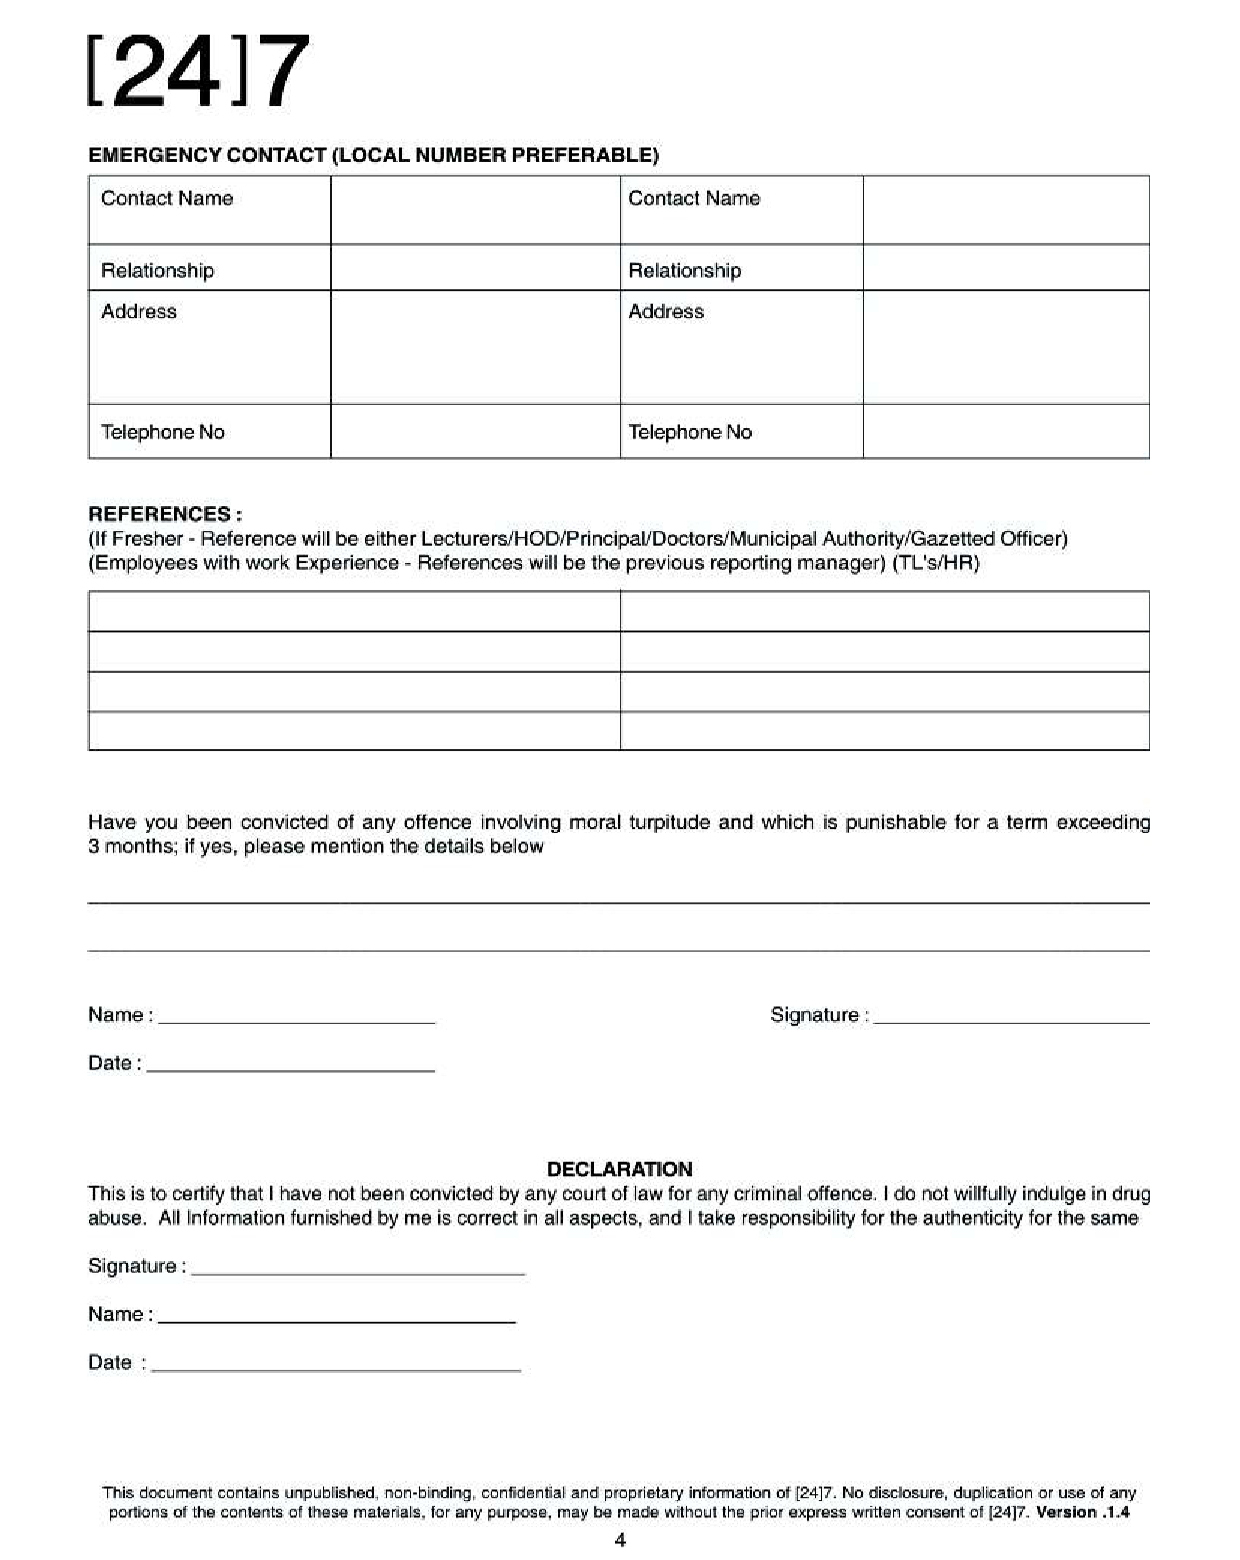 [24]7
EMERGENCY CONTACT (LOCAL NUMBER PREFERABLE)
Contact Name Contact Name
Relationship Relationship
Address Address
Telephone No Telephone No
REFERENCES :
(If Fresher - Reference will be either Lecturers/HOD/Principal/Doctors/Municipal Authority/Gazetted Officer)
(Employees with work Experience - References will be the previous reporting manager) (TL's/HR)
Have you been convicted of any offence involving moral turpitude and which is punishable for a term exceeding
3 months; if yes, please mention the details below
Name : Signature :
Date :
DECLARATION
This is to certify that I have not been convicted by any court of law for any criminal offence. I do not willfully indulge in drug
abuse. All Information furnished by me is correct in all aspects, and I take responsibility for the authenticity for the same
Signature :
Name :
Date :
This document contains unpublished, non-binding, confidential and proprietary information of [24]7. No disclosure, duplication or use of any
portions of the contents of these materials, for any purpose, may be made without the prior express written consent of [24]7. Version .1.4
4